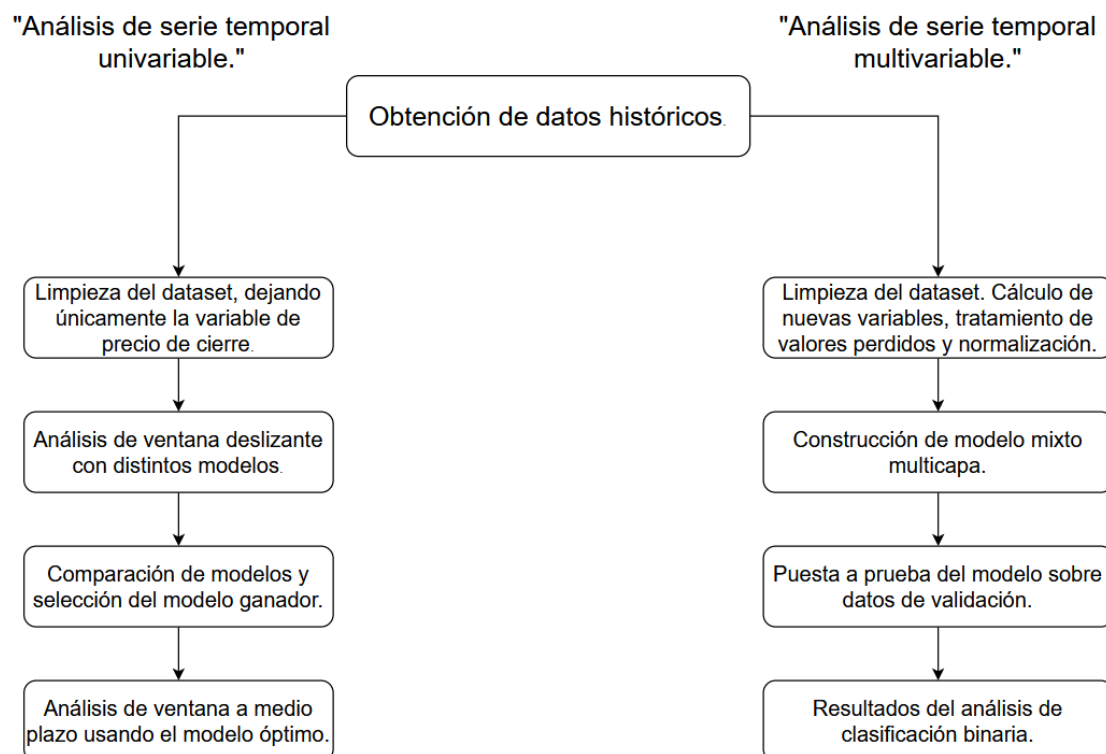 "Análisis de serie temporal
univariable."
"Análisis de serie temporal
multivariable."
Obtención de datos históricos.
Limpieza del dataset, dejando
únicamente la variable de
precio de cierre.
Análisis de ventana deslizante
con distintos modelos.
Comparación de modelos y
selección del modelo ganador.
Análisis de ventana a medio
plazo usando el modelo óptimo.
Limpieza del dataset. Cálculo de
nuevas variables, tratamiento de
valores perdidos y normalización.
Construcción de modelo mixto
multicapa.
Puesta a prueba del modelo sobre
datos de validación.
Resultados del análisis de
clasificación binaria.